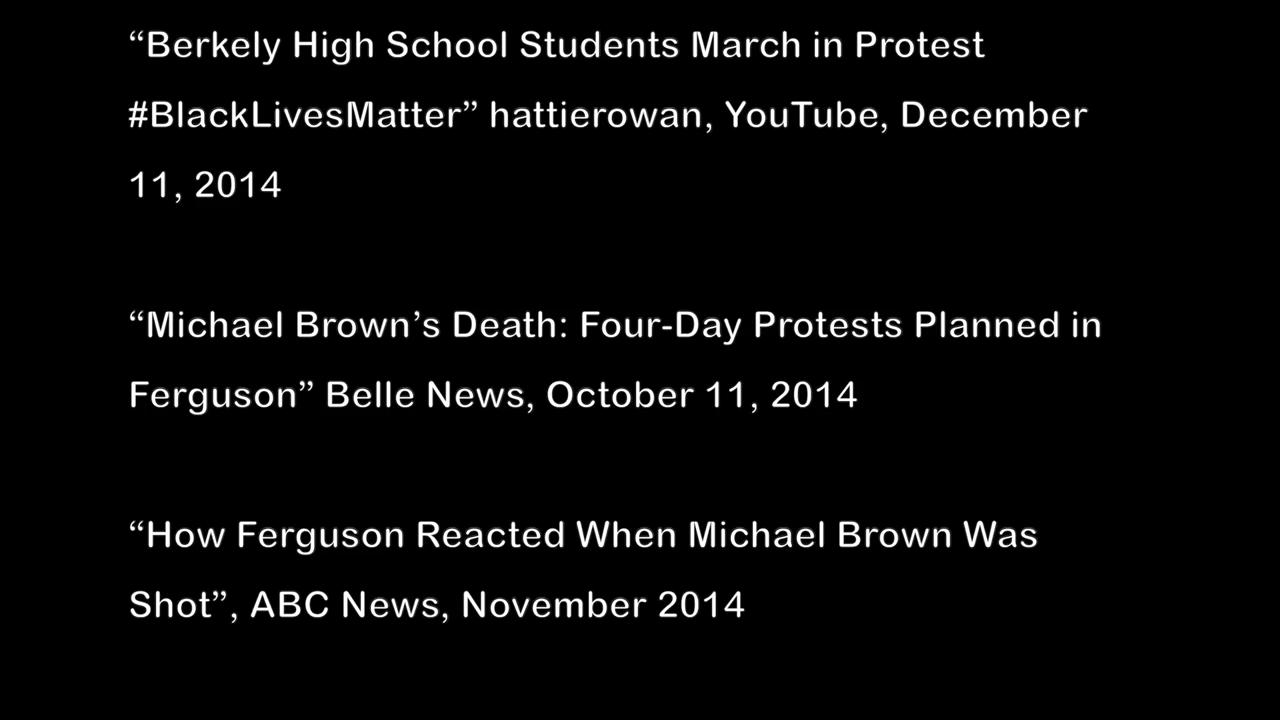 “Berkely High School Students March in Protest
#BlackLivesMatter” hattierowan, YouTube, December
11, 2014
“Michael Brown’s Death: Four-Day Protests Planned in
Ferguson” Belle News, October 11, 2014
“How Ferguson Reacted When Michael Brown Was
Shot”, ABC News, November 2014